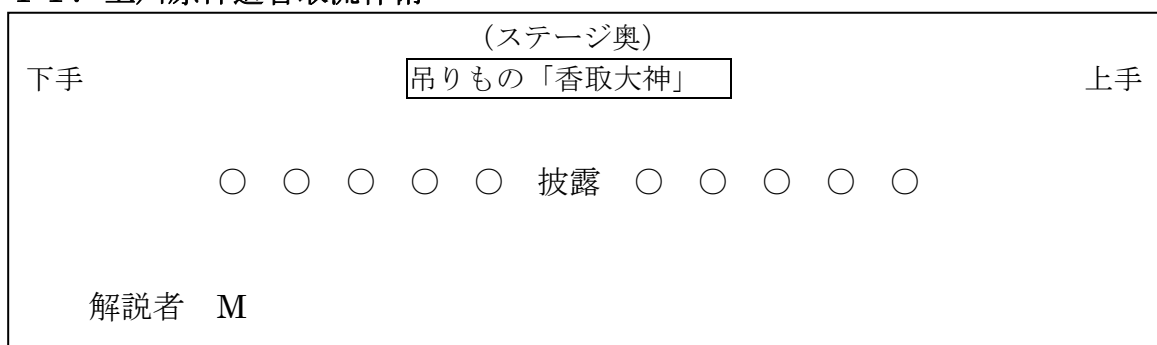 (ステージ奥)
下手 吊りもの「香取大神」 上手
○ ○ ○ ○ ○ 披露 ○ ○ ○ ○ ○
解説者 M